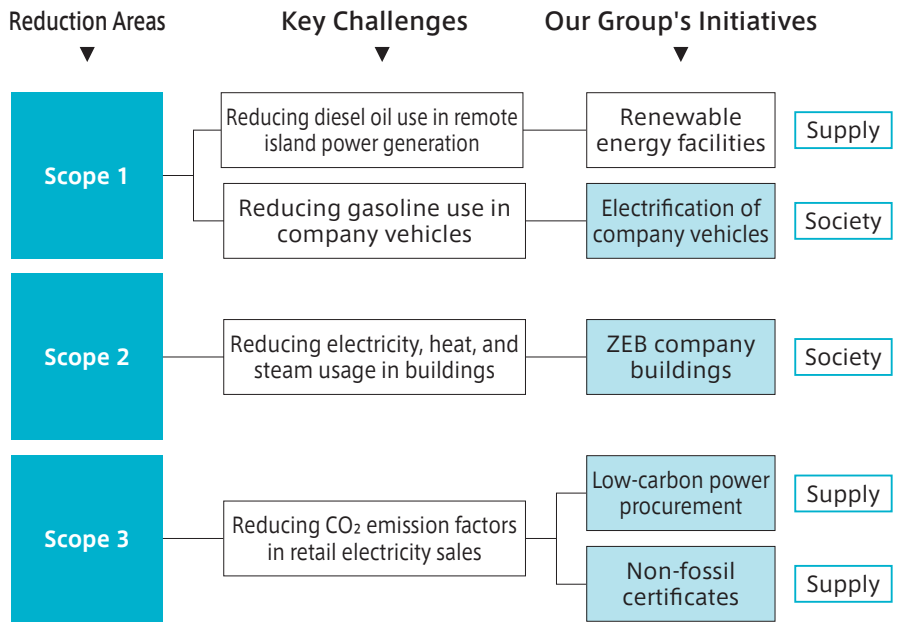 Reduction Areas
Key Challenges
Our Group's Initiatives
▼
▼
▼
Scope 1
Reducing diesel oil use in remote
island power generation
Renewable
energy facilities
Supply
Reducing gasoline use in
company vehicles
Electrification of
company vehicles
Society
Scope 2
Reducing electricity, heat, and
steam usage in buildings
ZEB company
buildings
Society
Scope 3
Reducing CO₂ emission factors
in retail electricity sales
Low-carbon power
procurement
Supply
Non-fossil
certificates
Supply